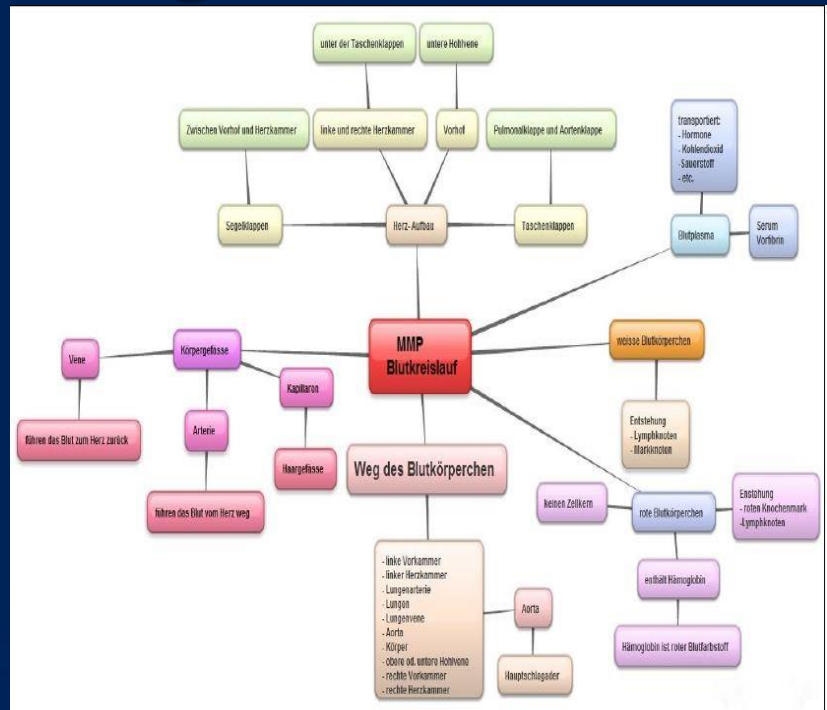 unter der Taschenklappen
untere Hohlvene
Zwischen Vorhof und Herzkammer
linke und rechte Herzkammer
Vorhof
Pulmonalklappe und Aortenklappe
transportiert:
- Hormone
- Kohlendioxid
- Sauerstoff
- etc.
Segelklappen
Herz- Aufbau
Taschenklappen
Blutplasma
Serum
Vorfibrin
MMP
Blutkreislauf
weisse Blutkörperchen
Vene
Körpergefässe
Kapillaron
Entstehung
- Lymphknoten
- Markknoten
führen das Blut zum Herz zurück
Arterie
Haargefässe
Weg des Blutkörperchen
führen das Blut vom Herz weg
keinen Zellkern
rote Blutkörperchen
Enstohung
- roten Knochenmark
-Lymphknoten
- linke Vorkammer
- linker Herzkammer
- Lungenarterie
- Lungon
- Lungenvene
- Aorta
- Körper
- obere od. untere Hohlvene
- rechte Vorkammer
- rechte Herzkammer
Aorta
Hauptschlagader
enthält Hämoglobin
Hämoglobin ist roter Blutfarbstoff